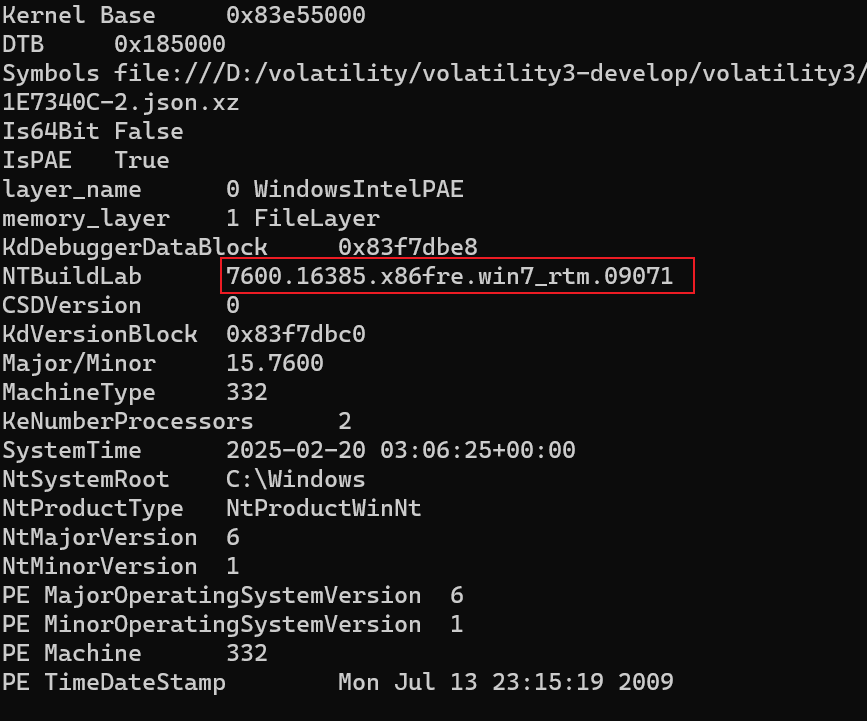 Kernel Base     0x83e55000
DTB     0x185000
Symbols file:///D:/volatility/volatility3-develop/volatility3/
1E7340C-2.json.xz
Is64Bit False
IsPAE   True
layer_name      0 WindowsIntelPAE
memory_layer    1 FileLayer
KdDebuggerDataBlock     0x83f7dbe8
NTBuildLab      7600.16385.x86fre.win7_rtm.09071
CSDVersion      0
KdVersionBlock  0x83f7dbc0
Major/Minor     15.7600
MachineType     332
KeNumberProcessors      2
SystemTime      2025-02-20 03:06:25+00:00
NtSystemRoot    C:\Windows
NtProductType   NtProductWinNt
NtMajorVersion  6
NtMinorVersion  1
PE MajorOperatingSystemVersion  6
PE MinorOperatingSystemVersion  1
PE Machine      332
PE TimeDateStamp        Mon Jul 13 23:15:19 2009